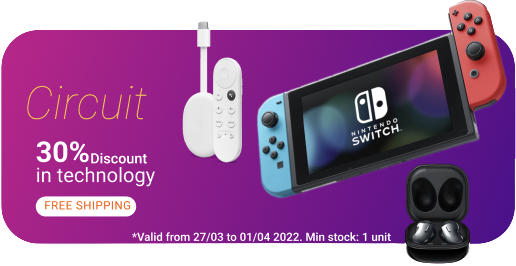 Circuit
30% Discount
in technology
FREE SHIPPING
NINTENDO
SWITCH
*Valid from 27/03 to 01/04 2022. Min stock: 1 unit